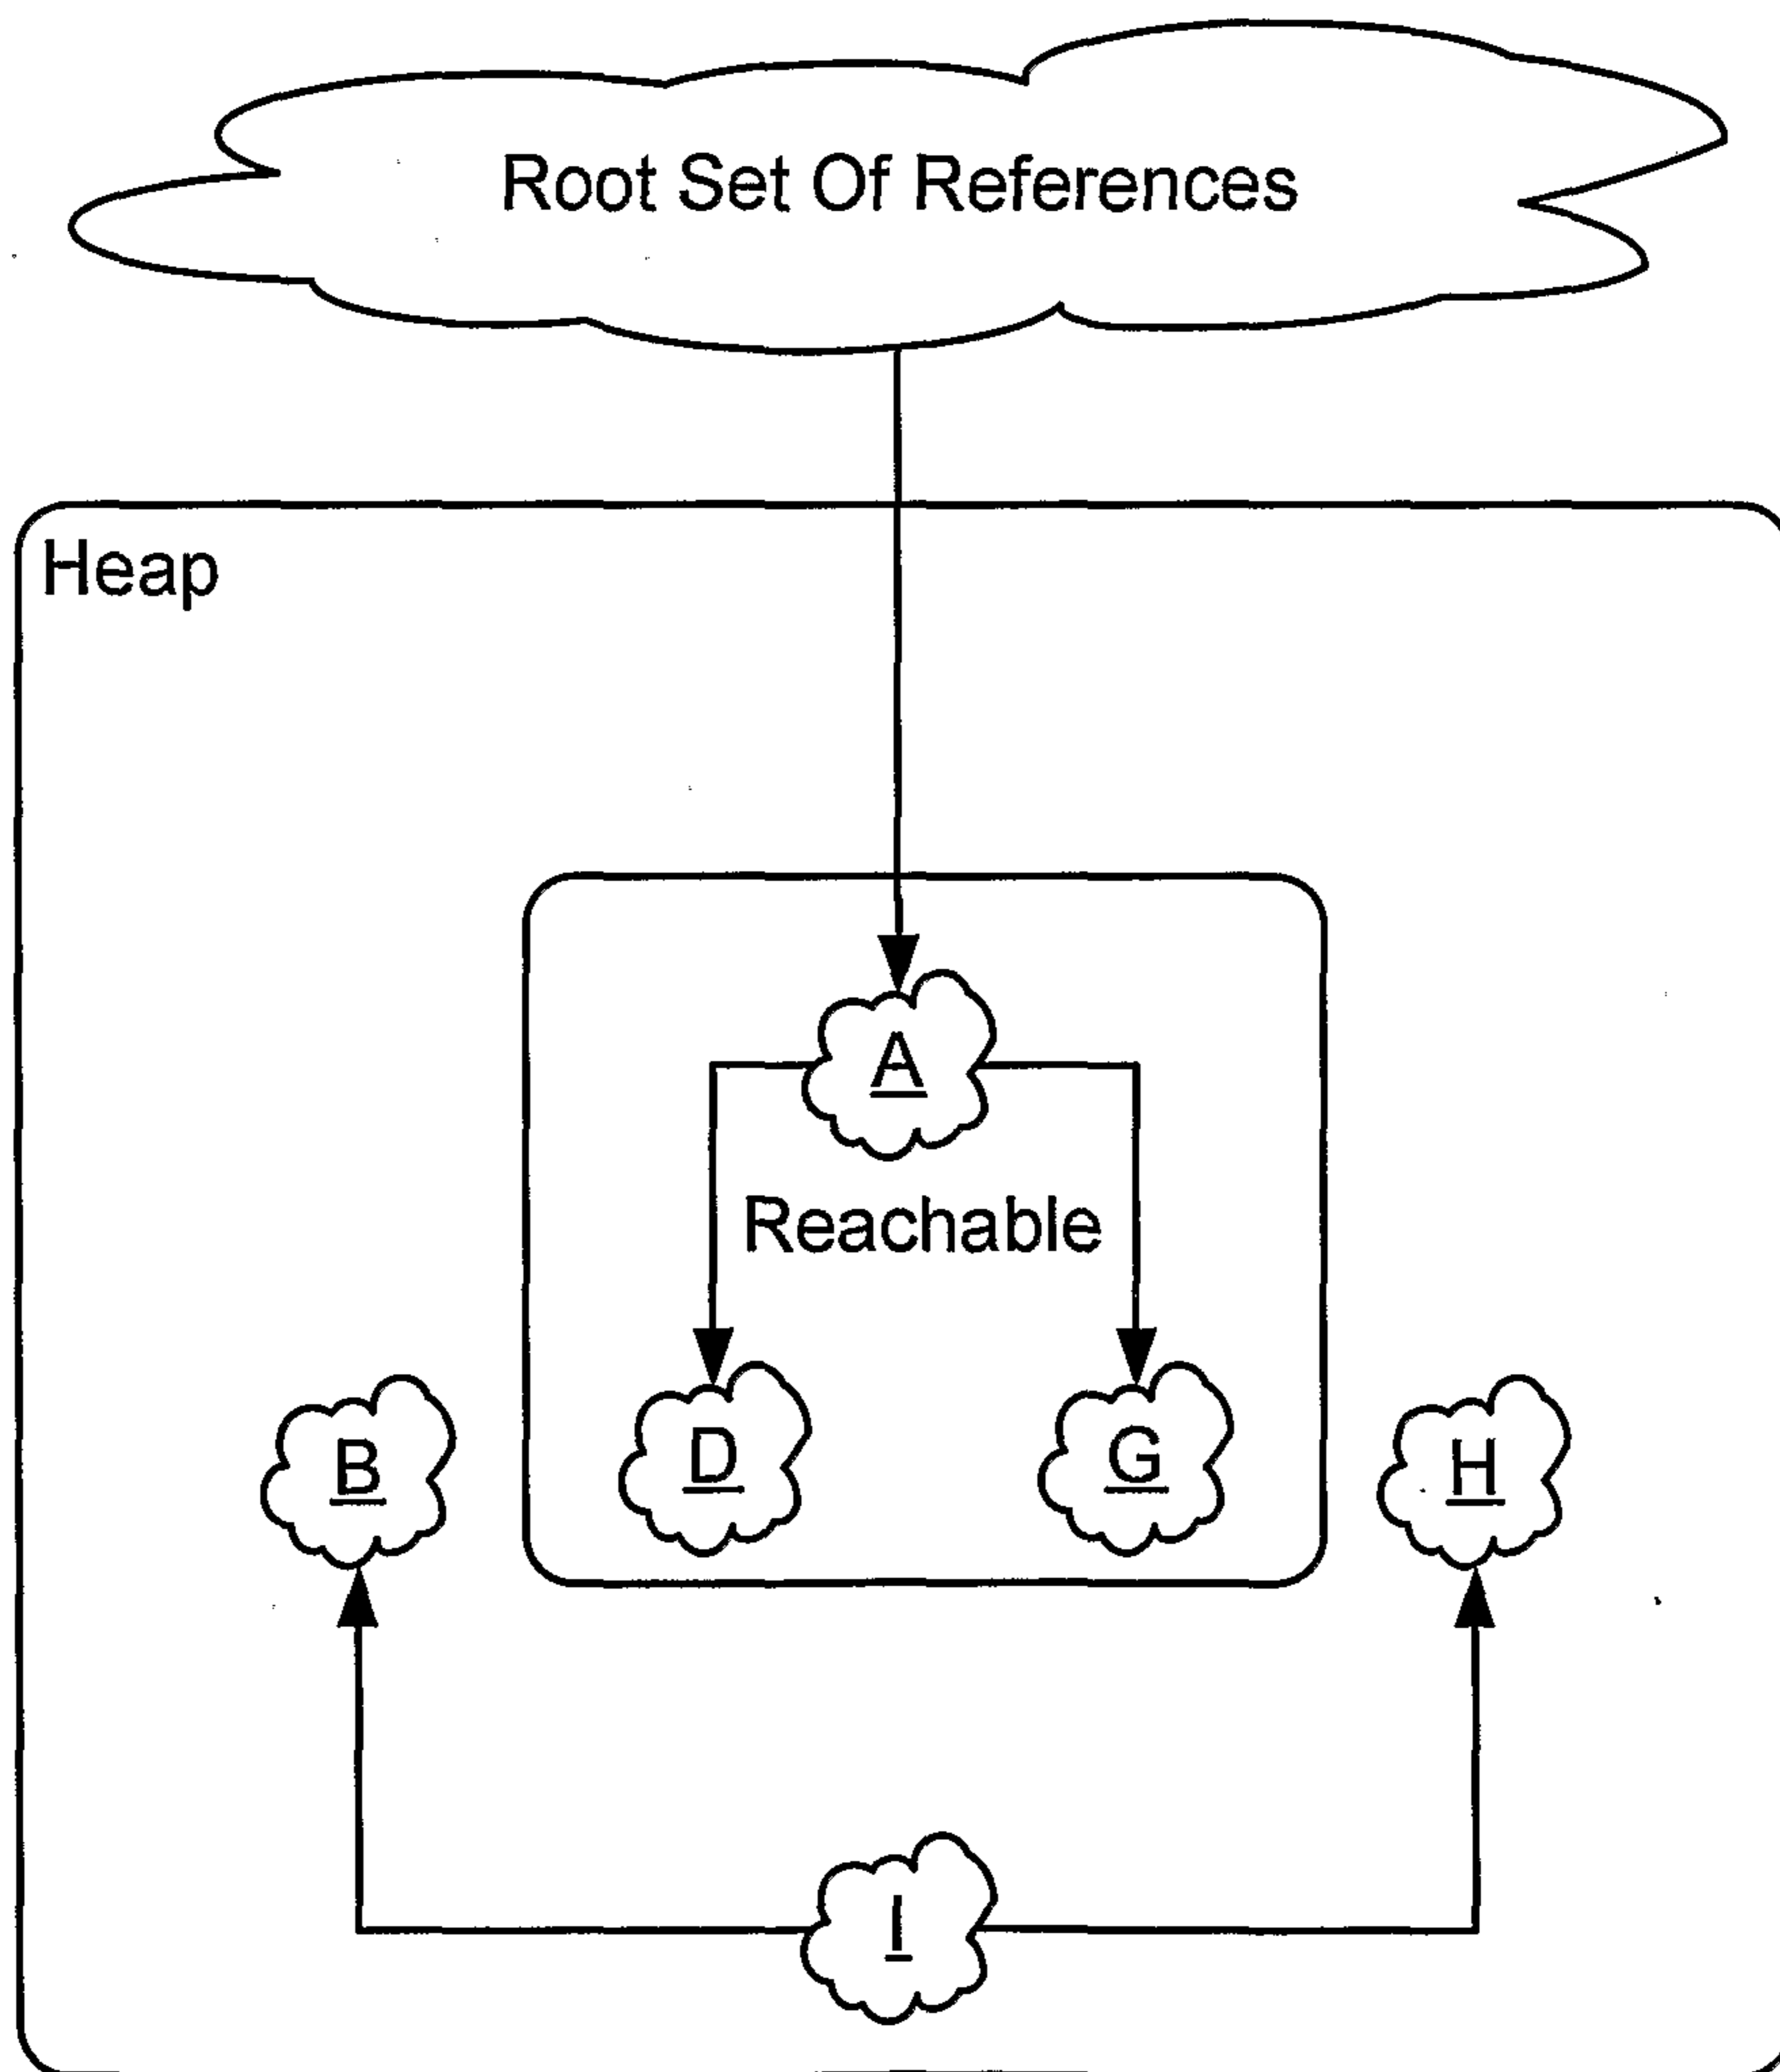 Root Set Of References
Heap
A
Reachable
B
D
G
H
I